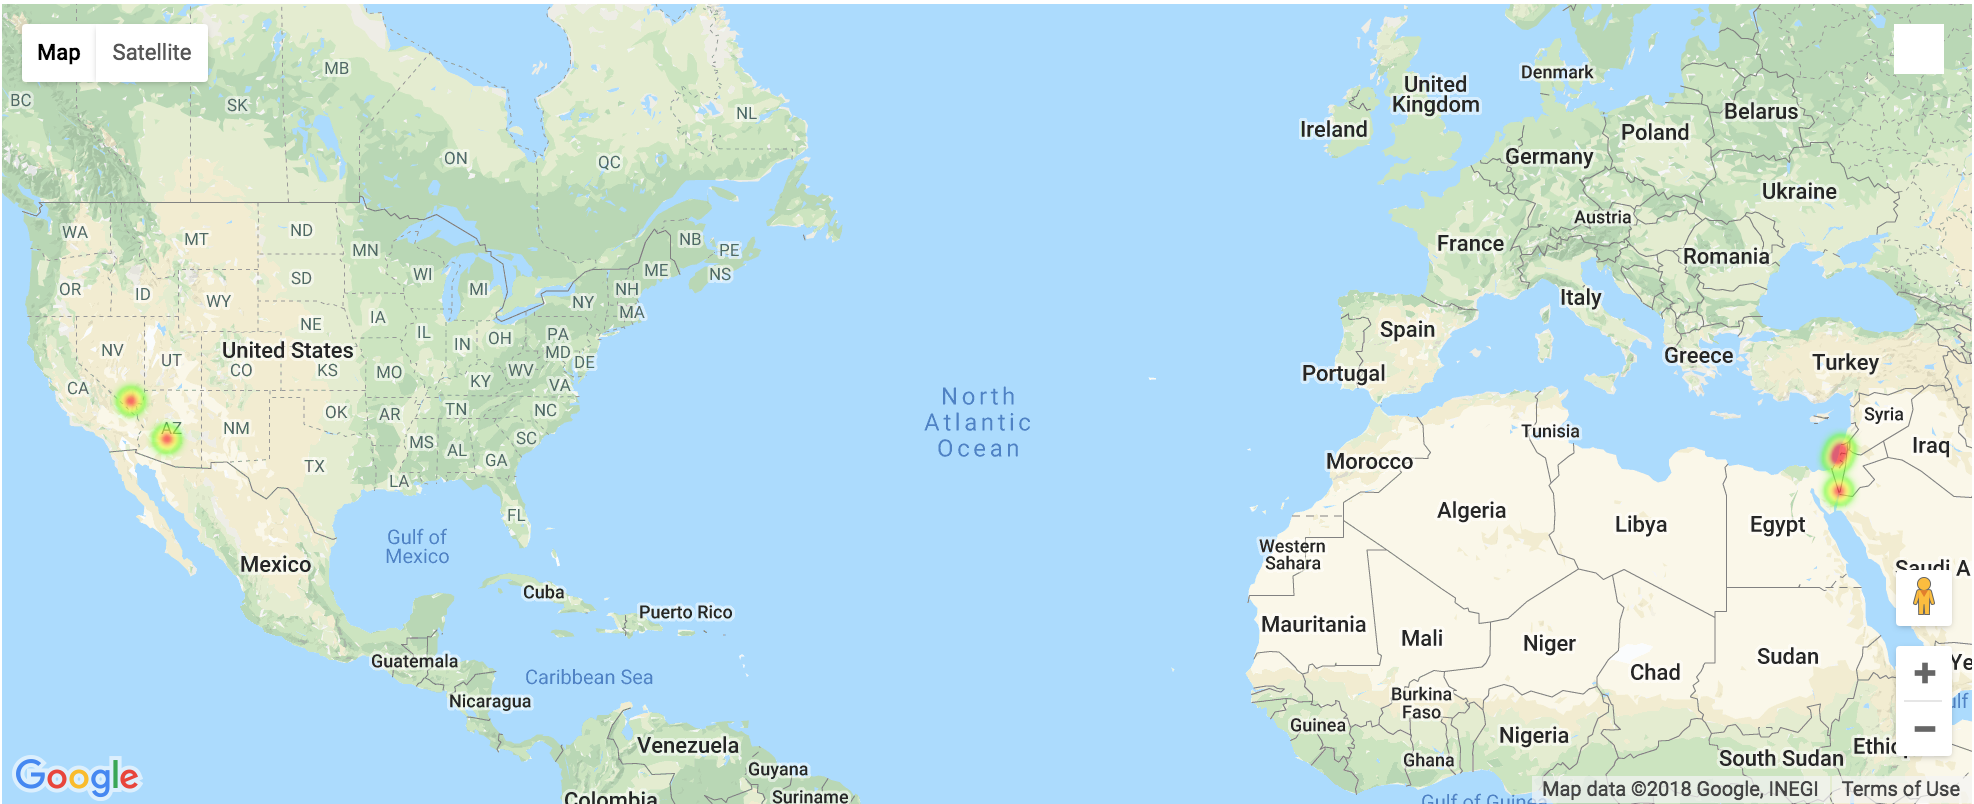 Map
Satellite
BC
MB
SK
NL
ON
QC
WA
MT
ND
MN
NB
PE
OR
ID
SD
WI
MI
ME
NS
WY
NH
NY
MA
NE
IA
IL
IN
OH
PA
MD
DE
NV
UT
United States
CO
KS
MO
WV
VA
CA
KY
OK
AR
TN
NC
AZ
NM
MS
AL
SC
GA
TX
LA
FL
Gulf of
Mexico
Mexico
Cuba
Puerto Rico
Guatemala
Caribbean Sea
Nicaragua
Venezuela
Guyana
Colombia
Suriname
North
Atlantic
Ocean
Denmark
United
Kingdom
Ireland
Belarus
Poland
Germany
Ukraine
Austria
France
Romania
Italy
Spain
Greece
Portugal
Turkey
Syria
Tunisia
Iraq
Morocco
Algeria
Libya
Egypt
Western
Sahara
Saudi A
Mauritania
Mali
Niger
Chad
Sudan
Ye
Burkina
Faso
Guinea
Nigeria
Ghana
South Sudan
Ethi
Gulf of Guine
Google
Map data ©2018 Google, INEGI
Terms of Use